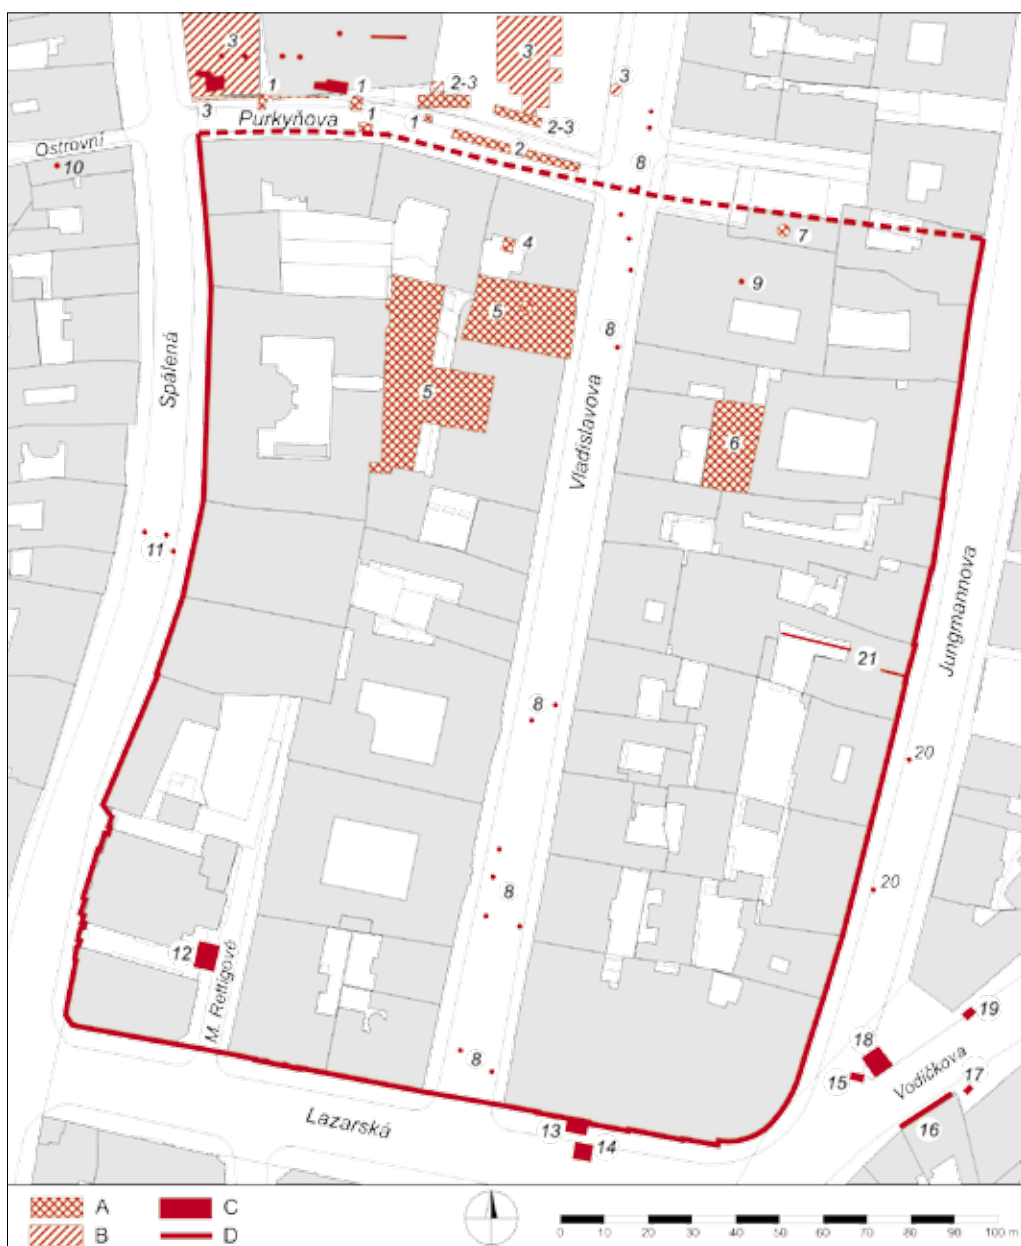 3
1
1
2-3
3
3
3
Purkyňova
1
1
2-3
Ostrovní
2
10
8
7
4
9
5
8
Spálená
5
Vladislavova
6
11
Jungmannova
21
8
20
8
20
12
M. Rettigové
19
8
18
15
Vodičkova
17
Lazarská
13
14
16
A
C
B
D
0 10 20 30 40 50 60 70 80 90 100 m